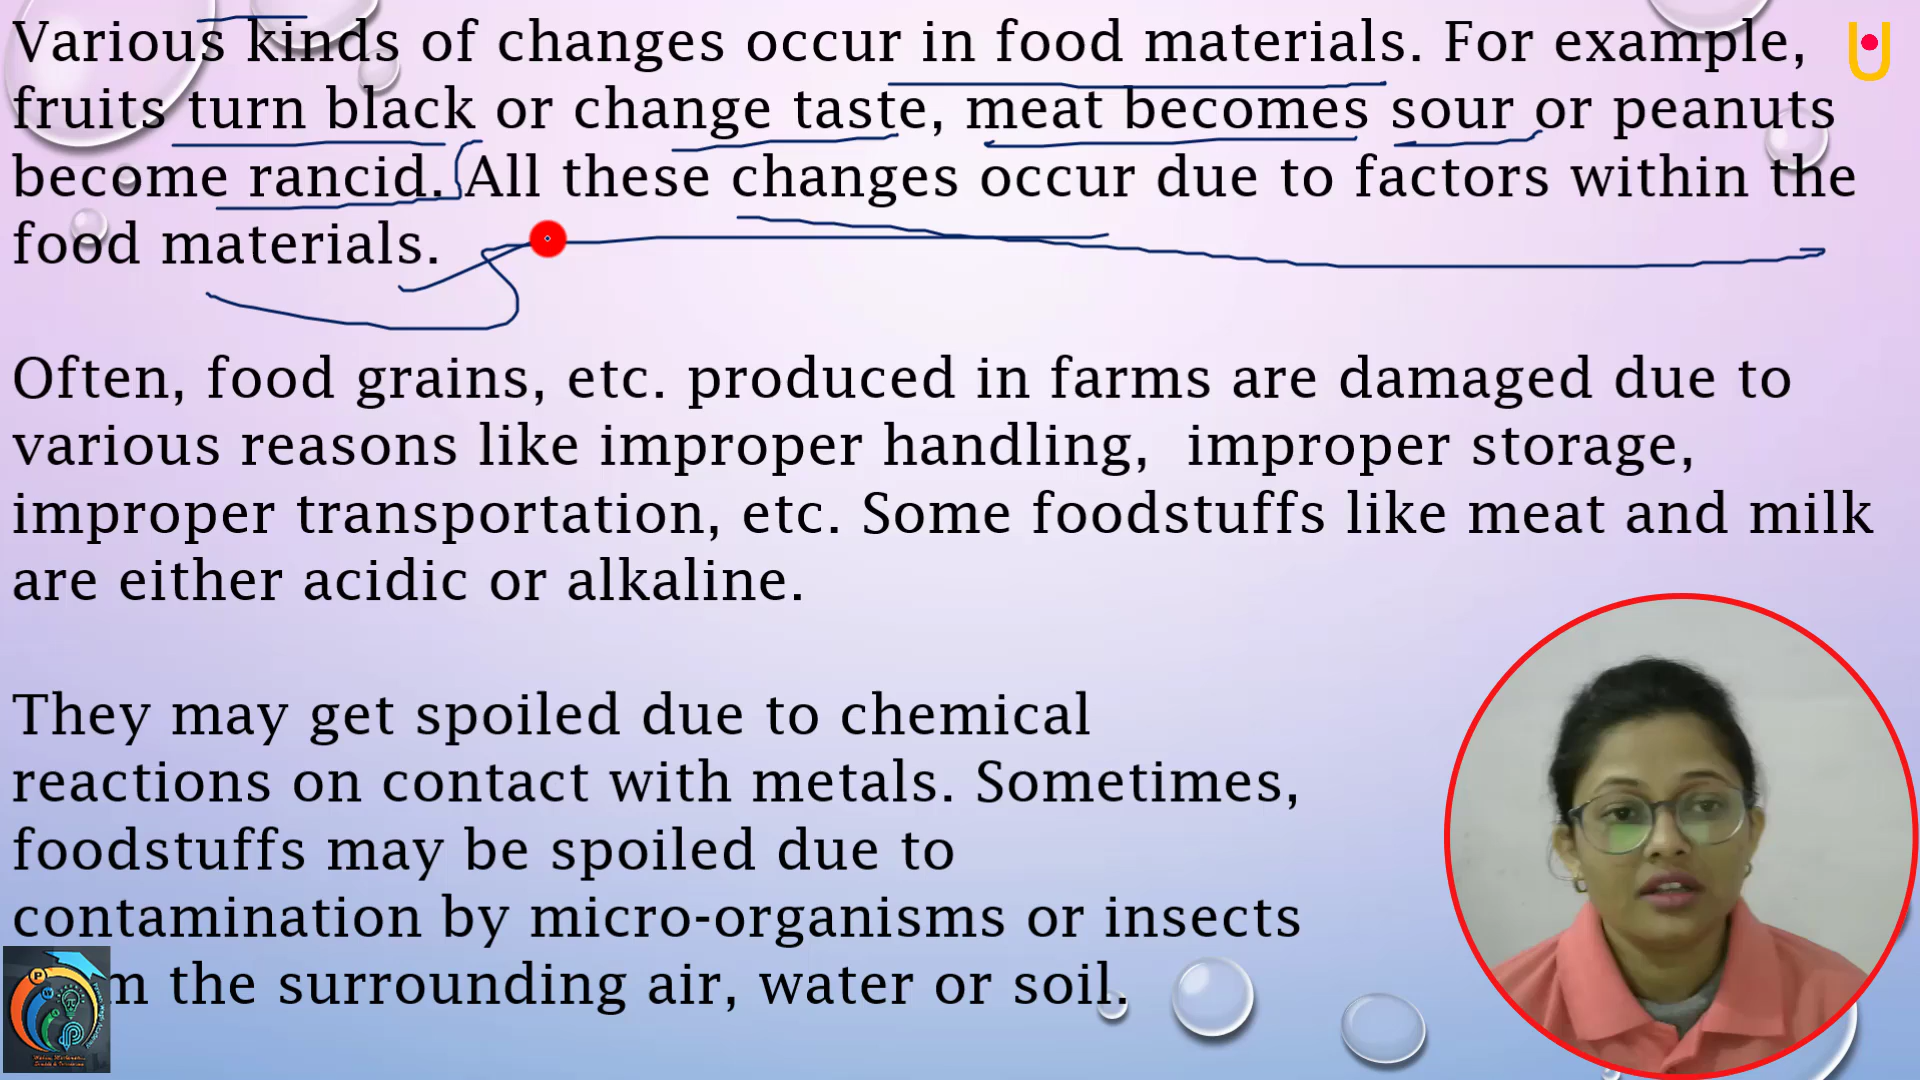 Various kinds of changes occur in food materials. For example,
fruits turn black or change taste, meat becomes sour or peanuts
become rancid. All these changes occur due to factors within the
food materials.
Often, food grains, etc. produced in farms are damaged due to
various reasons like improper handling, improper storage,
improper transportation, etc. Some foodstuffs like meat and milk
are either acidic or alkaline.
They may get spoiled due to chemical
reactions on contact with metals. Sometimes,
foodstuffs may be spoiled due to
contamination by micro-organisms or insects
m the surrounding air, water or soil.